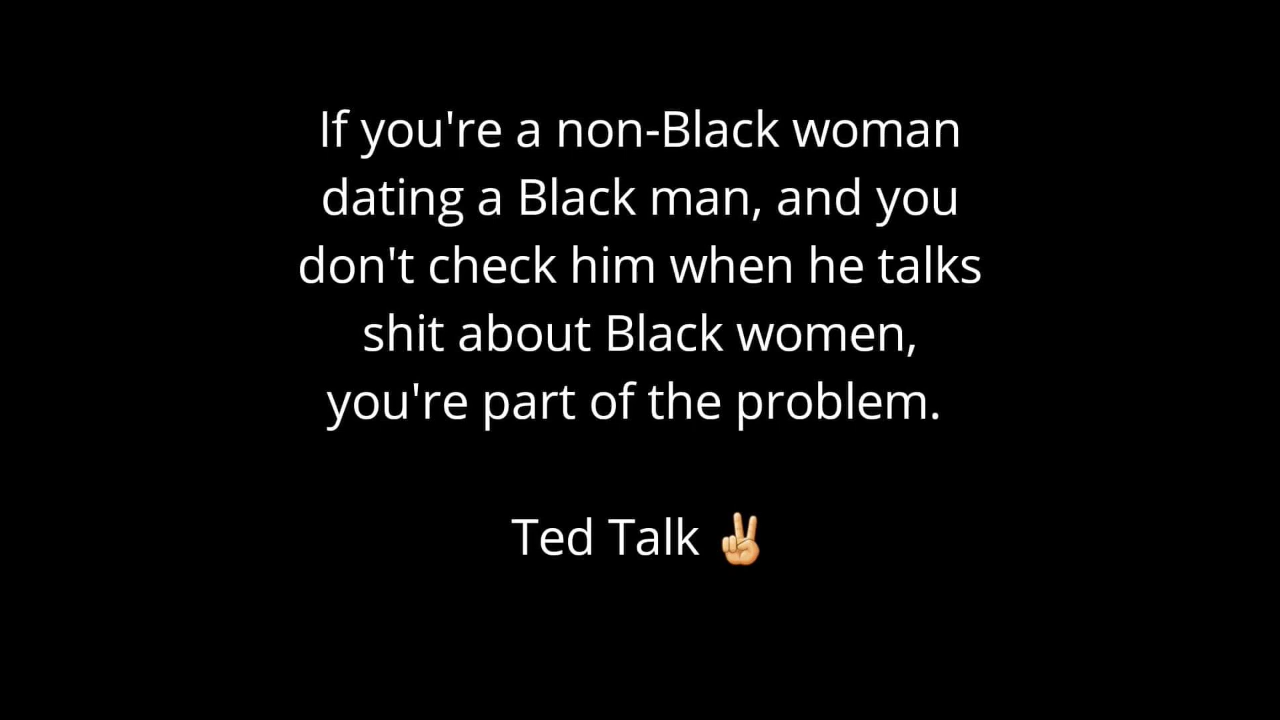 If you're a non-Black woman
dating a Black man, and you
don't check him when he talks
shit about Black women,
you're part of the problem.
Ted Talk ✌